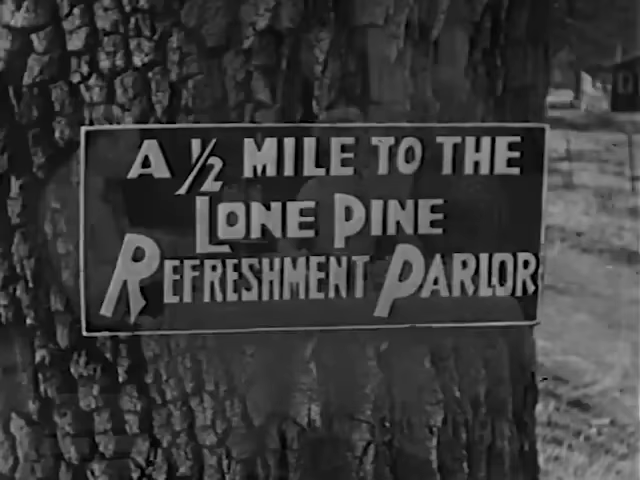 A ½ MILE TO THE
LONE PINE
REFRESHMENT PARLOR